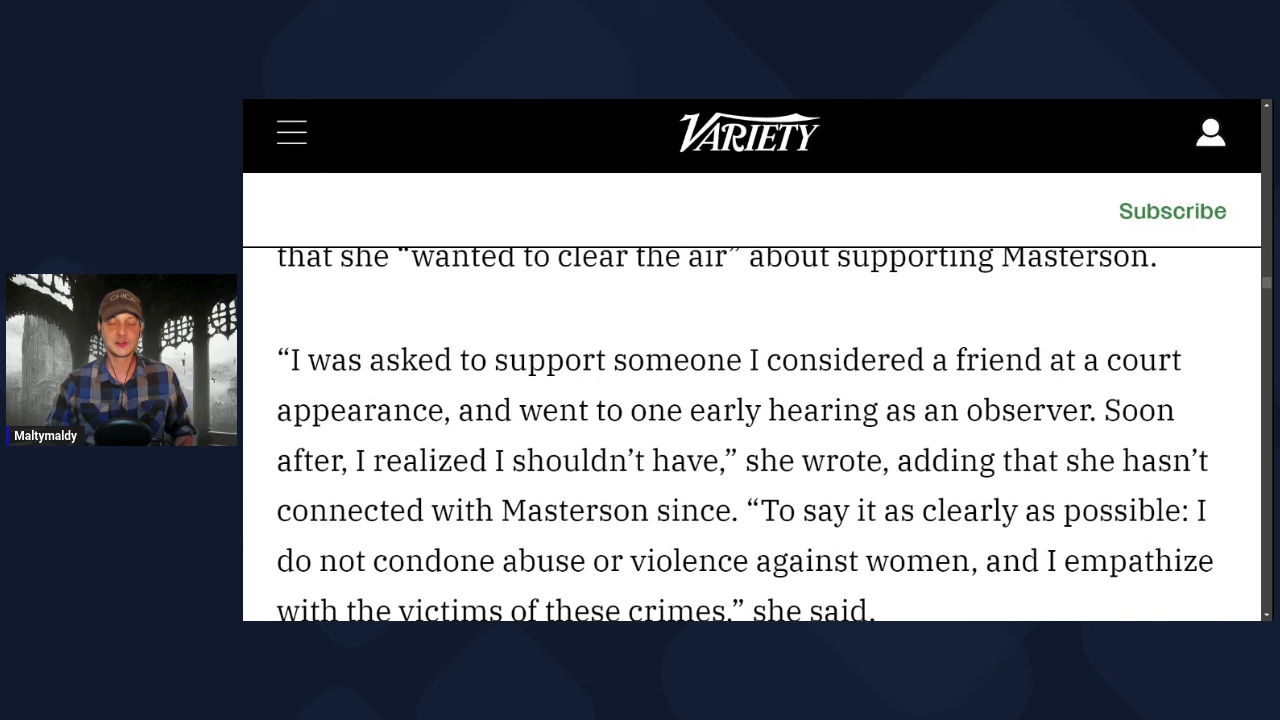 VARIETY
Subscribe
that she “wanted to clear the air” about supporting Masterson.
“I was asked to support someone I considered a friend at a court
appearance, and went to one early hearing as an observer. Soon
after, I realized I shouldn’t have,” she wrote, adding that she hasn’t
connected with Masterson since. “To say it as clearly as possible: I
do not condone abuse or violence against women, and I empathize
with the victims of these crimes.” she said.
CHICA
Maltymaldy